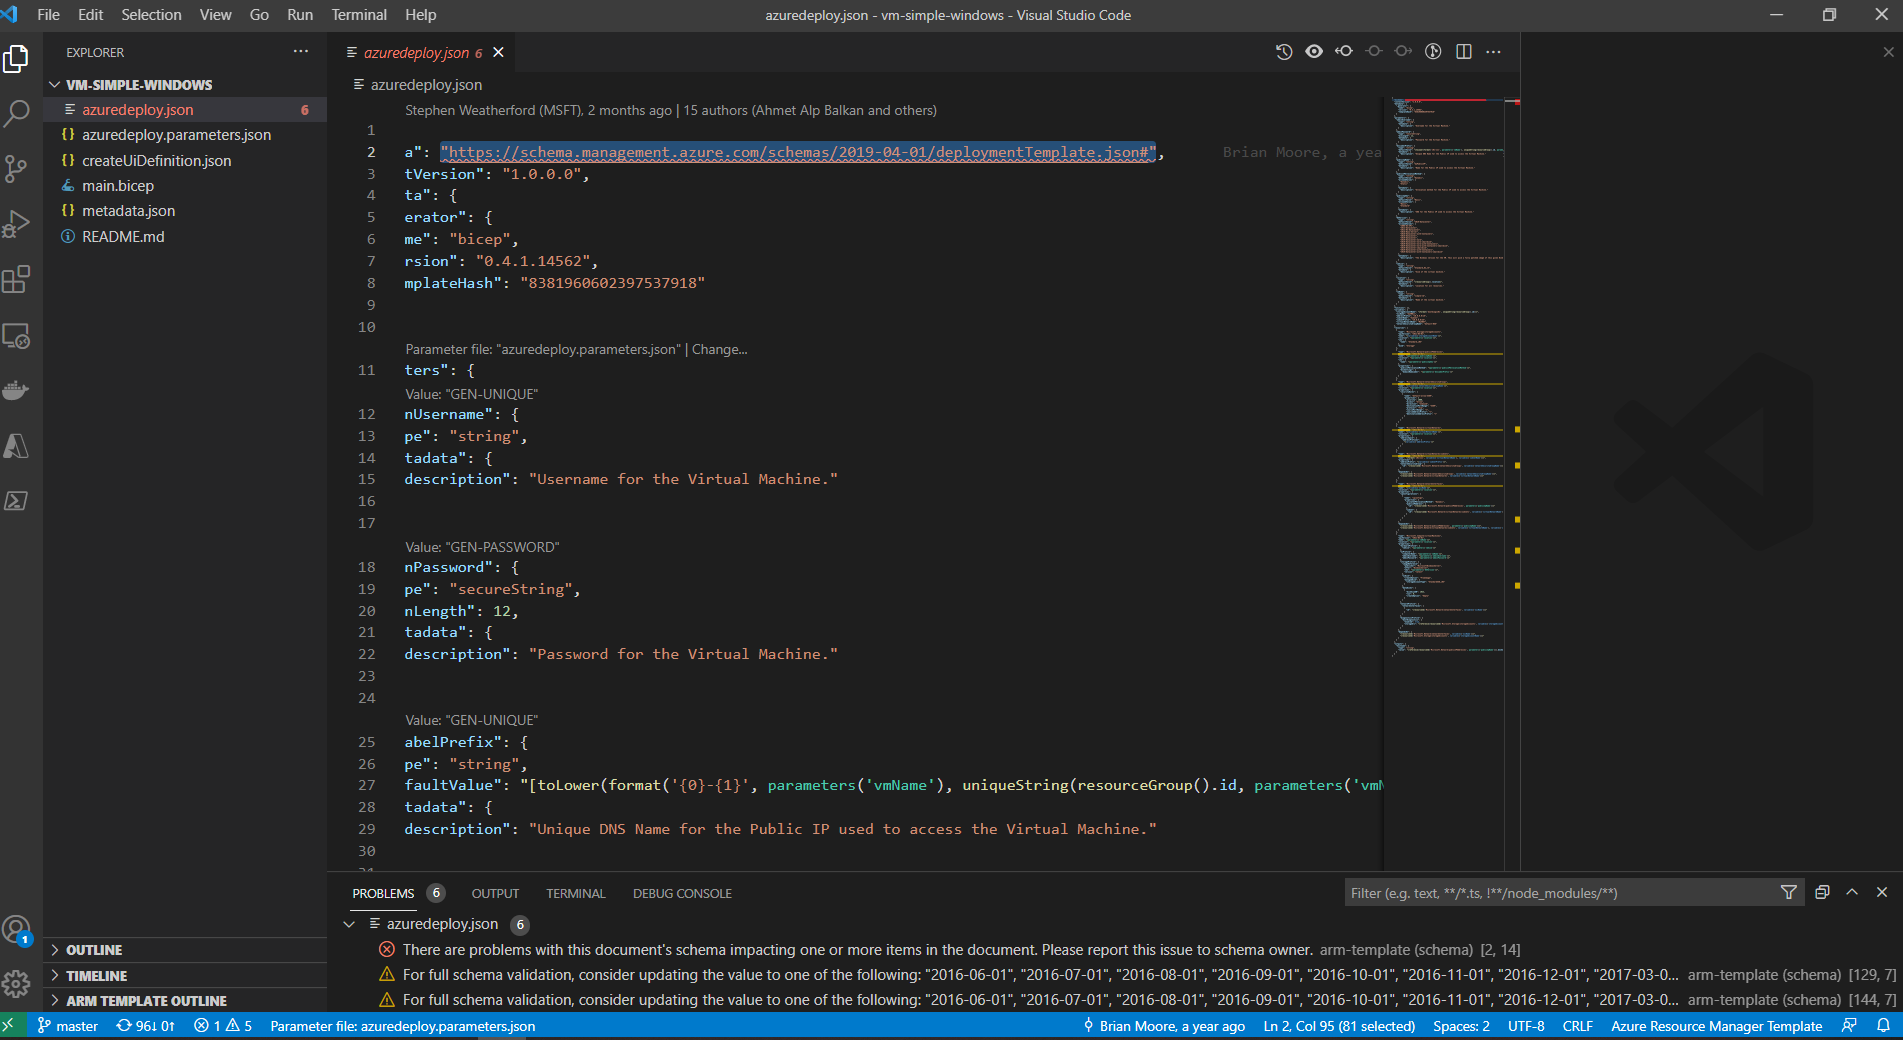 File Edit Selection View Go Run Terminal Help
azuredeploy.json - vm-simple-windows - Visual Studio Code
EXPLORER
VM-SIMPLE-WINDOWS
azuredeploy.json 6
azuredeploy.parameters.json
createUiDefinition.json
main.bicep
metadata.json
README.md
OUTLINE
TIMELINE
ARM TEMPLATE OUTLINE
azuredeploy.json 6
azuredeploy.json
Stephen Weatherford (MSFT), 2 months ago | 15 authors (Ahmet Alp Balkan and others)
1
2 a": "https://schema.management.azure.com/schemas/2019-04-01/deploymentTemplate.json#", Brian Moore, a yea
3 tVersion": "1.0.0.0",
4 ta": {
5 erator": {
6 me": "bicep",
7 rsion": "0.4.1.14562",
8 mplateHash": "8381960602397537918"
9
10
Parameter file: "azuredeploy.parameters.json" | Change...
11 ters": {
Value: "GEN-UNIQUE"
12 nUsername": {
13 pe": "string",
14 tadata": {
15 description": "Username for the Virtual Machine."
16
17
Value: "GEN-PASSWORD"
18 nPassword": {
19 pe": "secureString",
20 nLength": 12,
21 tadata": {
22 description": "Password for the Virtual Machine."
23
24
Value: "GEN-UNIQUE"
25 abelPrefix": {
26 pe": "string",
27 faultValue": "[toLower(format('{0}-{1}', parameters('vmName'), uniqueString(resourceGroup().id, parameters('vm
28 tadata": {
29 description": "Unique DNS Name for the Public IP used to access the Virtual Machine."
30
PROBLEMS 6 OUTPUT TERMINAL DEBUG CONSOLE
Filter (e.g. text, **/*.ts, !**/node_modules/**)
azuredeploy.json 6
There are problems with this document's schema impacting one or more items in the document. Please report this issue to schema owner. arm-template (schema) [2, 14]
For full schema validation, consider updating the value to one of the following: "2016-06-01", "2016-07-01", "2016-08-01", "2016-09-01", "2016-10-01", "2016-11-01", "2016-12-01", "2017-03-0... arm-template (schema) [129, 7]
For full schema validation, consider updating the value to one of the following: "2016-06-01", "2016-07-01", "2016-08-01", "2016-09-01", "2016-10-01", "2016-11-01", "2016-12-01", "2017-03-0... arm-template (schema) [144, 7]
1
master 96↓ 0↑ 1 5 Parameter file: azuredeploy.parameters.json
Brian Moore, a year ago Ln 2, Col 95 (81 selected) Spaces: 2 UTF-8 CRLF Azure Resource Manager Template